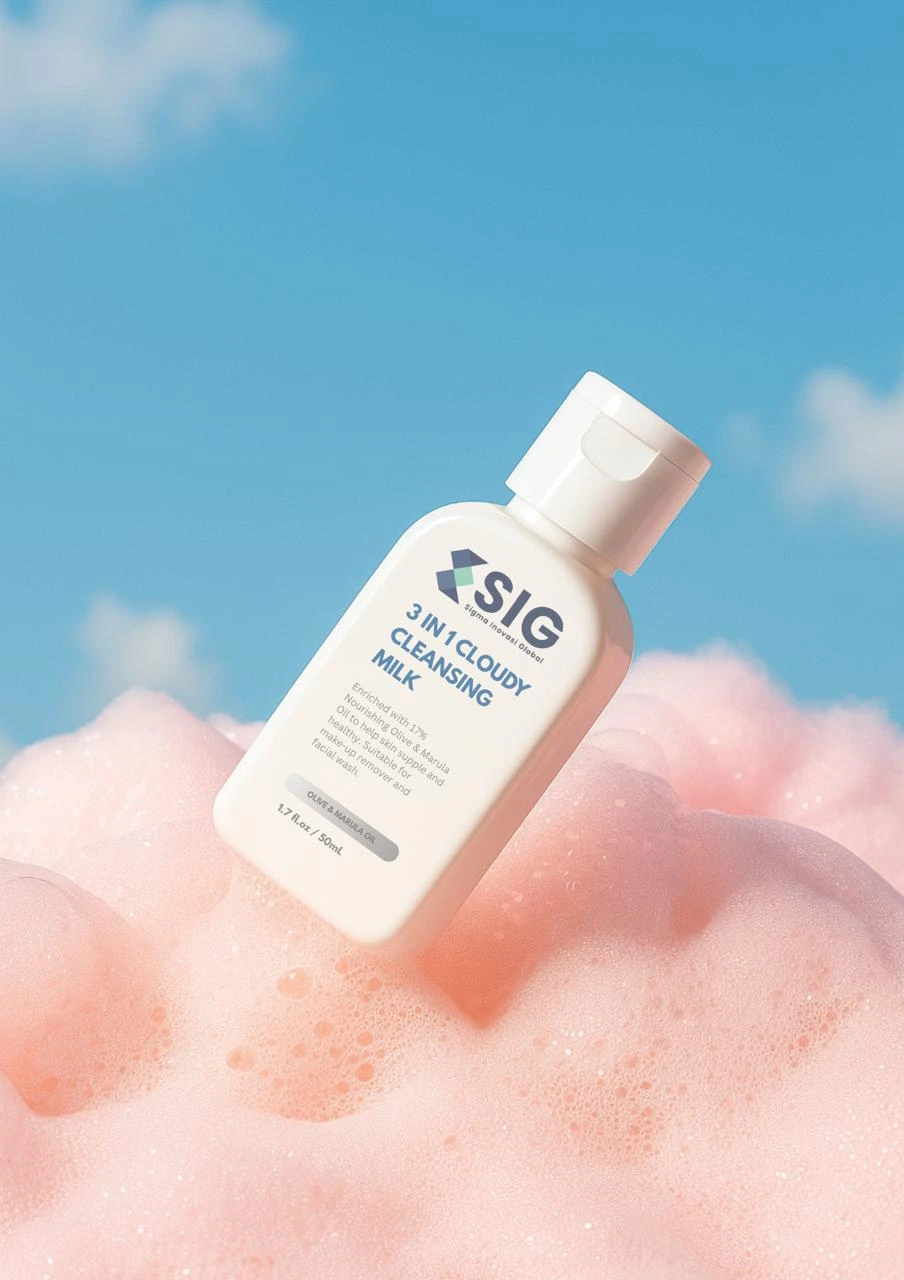 SIG
Sigma Inovasi Global
3 IN 1 CLOUDY
CLEANSING
MILK
Enriched with 17%
Nourishing Olive & Marula
Oil to help skin supple and
healthy. Suitable for
make-up remover and
facial wash.
OLIVE & MARULA OIL
1.7 fl.oz / 50mL